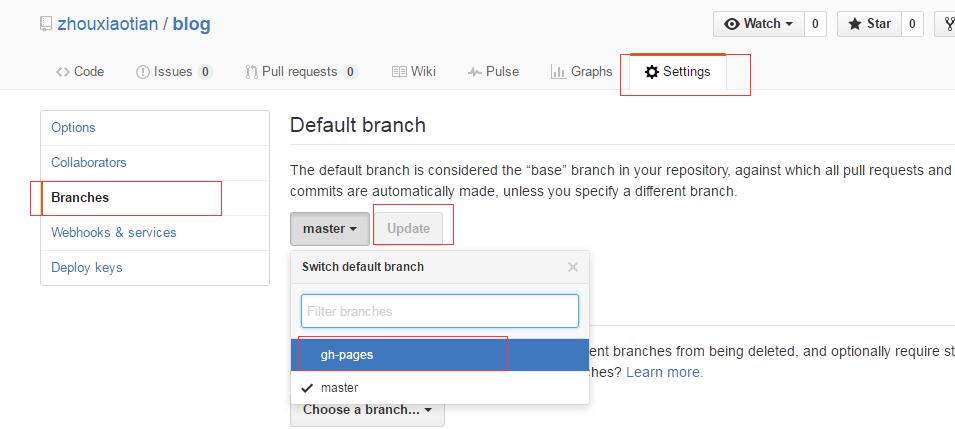 zhouxiaotian / blog
Watch 0 Star 0
Code Issues 0 Pull requests 0 Wiki Pulse Graphs Settings
Options
Collaborators
Branches
Webhooks & services
Deploy keys
Default branch
The default branch is considered the “base” branch in your repository, against which all pull requests and
commits are automatically made, unless you specify a different branch.
master Update
Switch default branch
Filter branches
gh-pages
master
branches from being deleted, and optionally require
Learn more.
Choose a branch...